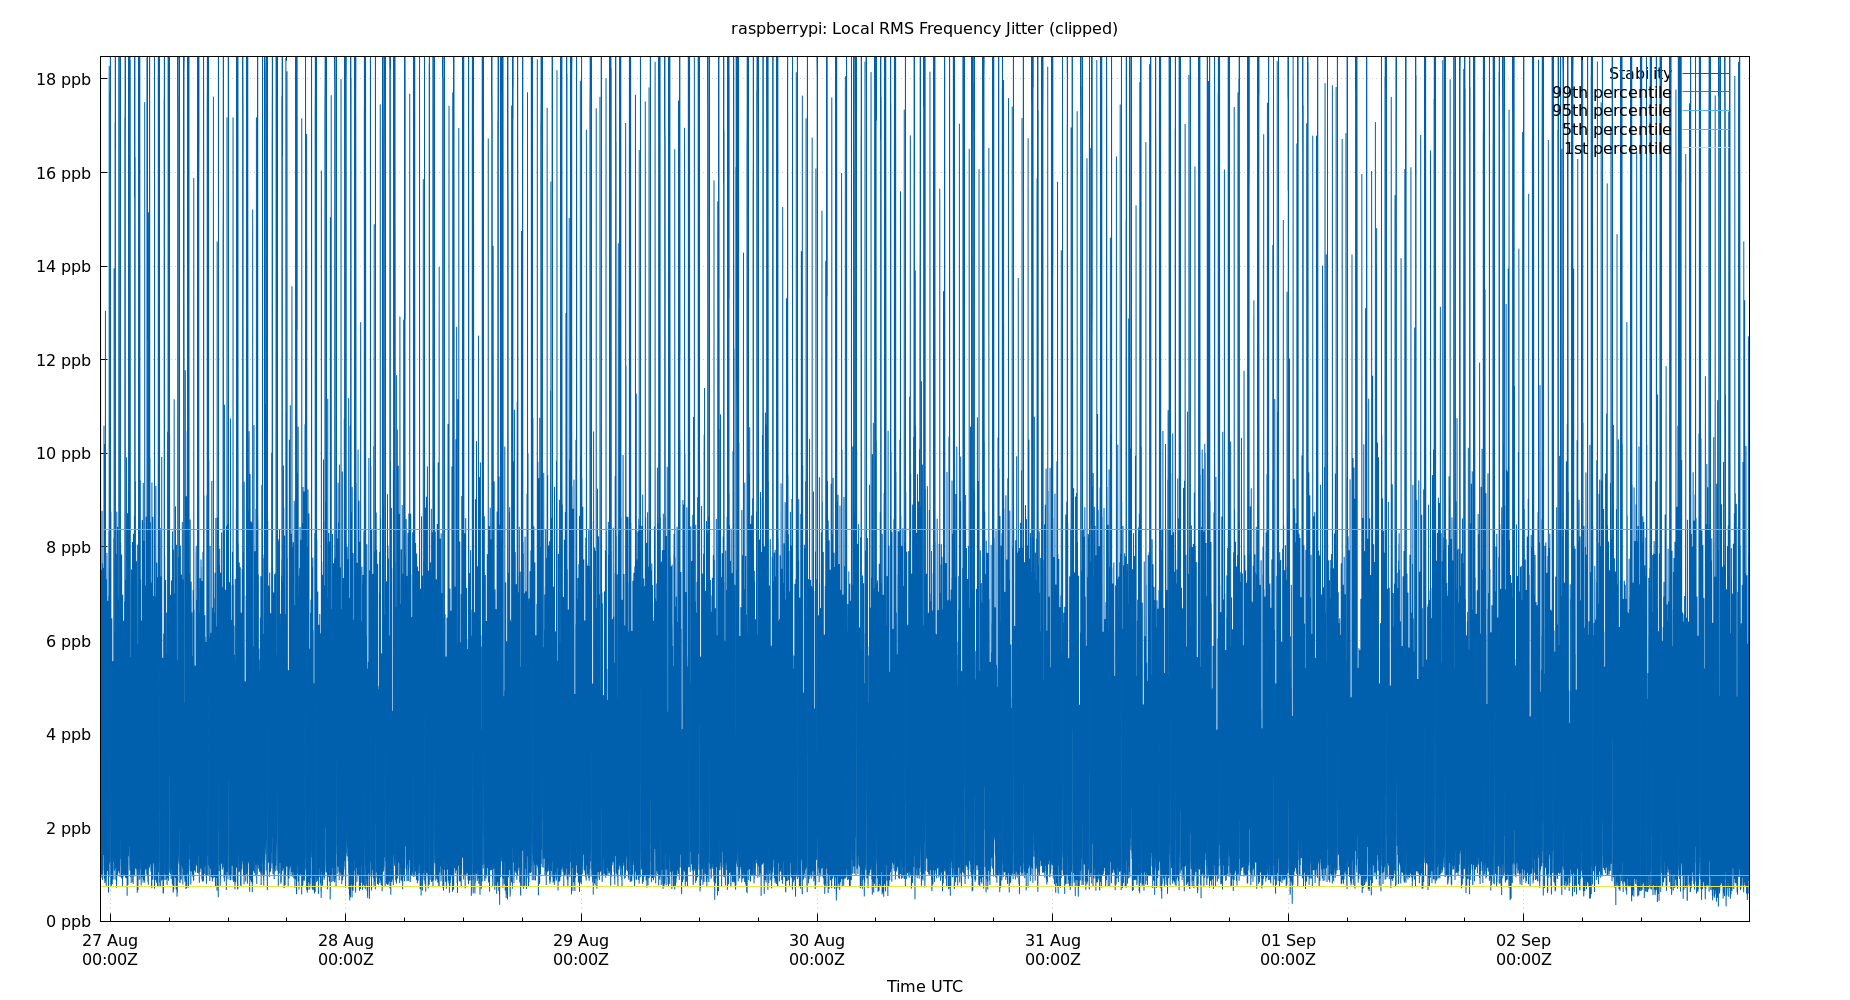 raspberrypi: Local RMS Frequency Jitter (clipped)
18 ppb
16 ppb
14 ppb
12 ppb
10 ppb
8 ppb
6 ppb
4 ppb
2 ppb
0 ppb
Stability
99th percentile
95th percentile
5th percentile
1st percentile
27 Aug 28 Aug 29 Aug 30 Aug 31 Aug 01 Sep 02 Sep
00:00Z 00:00Z 00:00Z 00:00Z 00:00Z 00:00Z 00:00Z
Time UTC